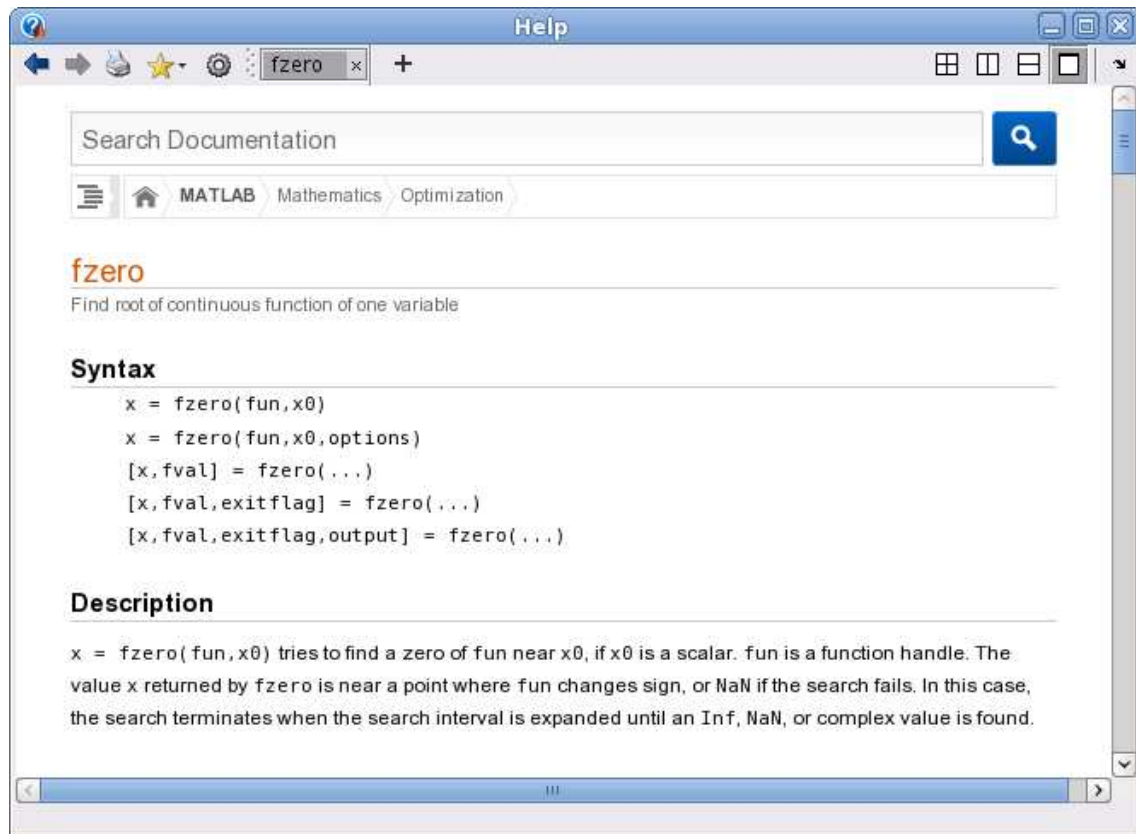 Help
fzero
Search Documentation
MATLAB Mathematics Optimization
fzero
Find root of continuous function of one variable
Syntax
x = fzero(fun,x0)
x = fzero(fun,x0,options)
[x,fval] = fzero(...)
[x,fval,exitflag] = fzero(...)
[x,fval,exitflag,output] = fzero(...)
Description
x = fzero(fun,x0) tries to find a zero of fun near x0, if x0 is a scalar. fun is a function handle. The
value x returned by fzero is near a point where fun changes sign, or NaN if the search fails. In this case,
the search terminates when the search interval is expanded until an Inf, NaN, or complex value is found.